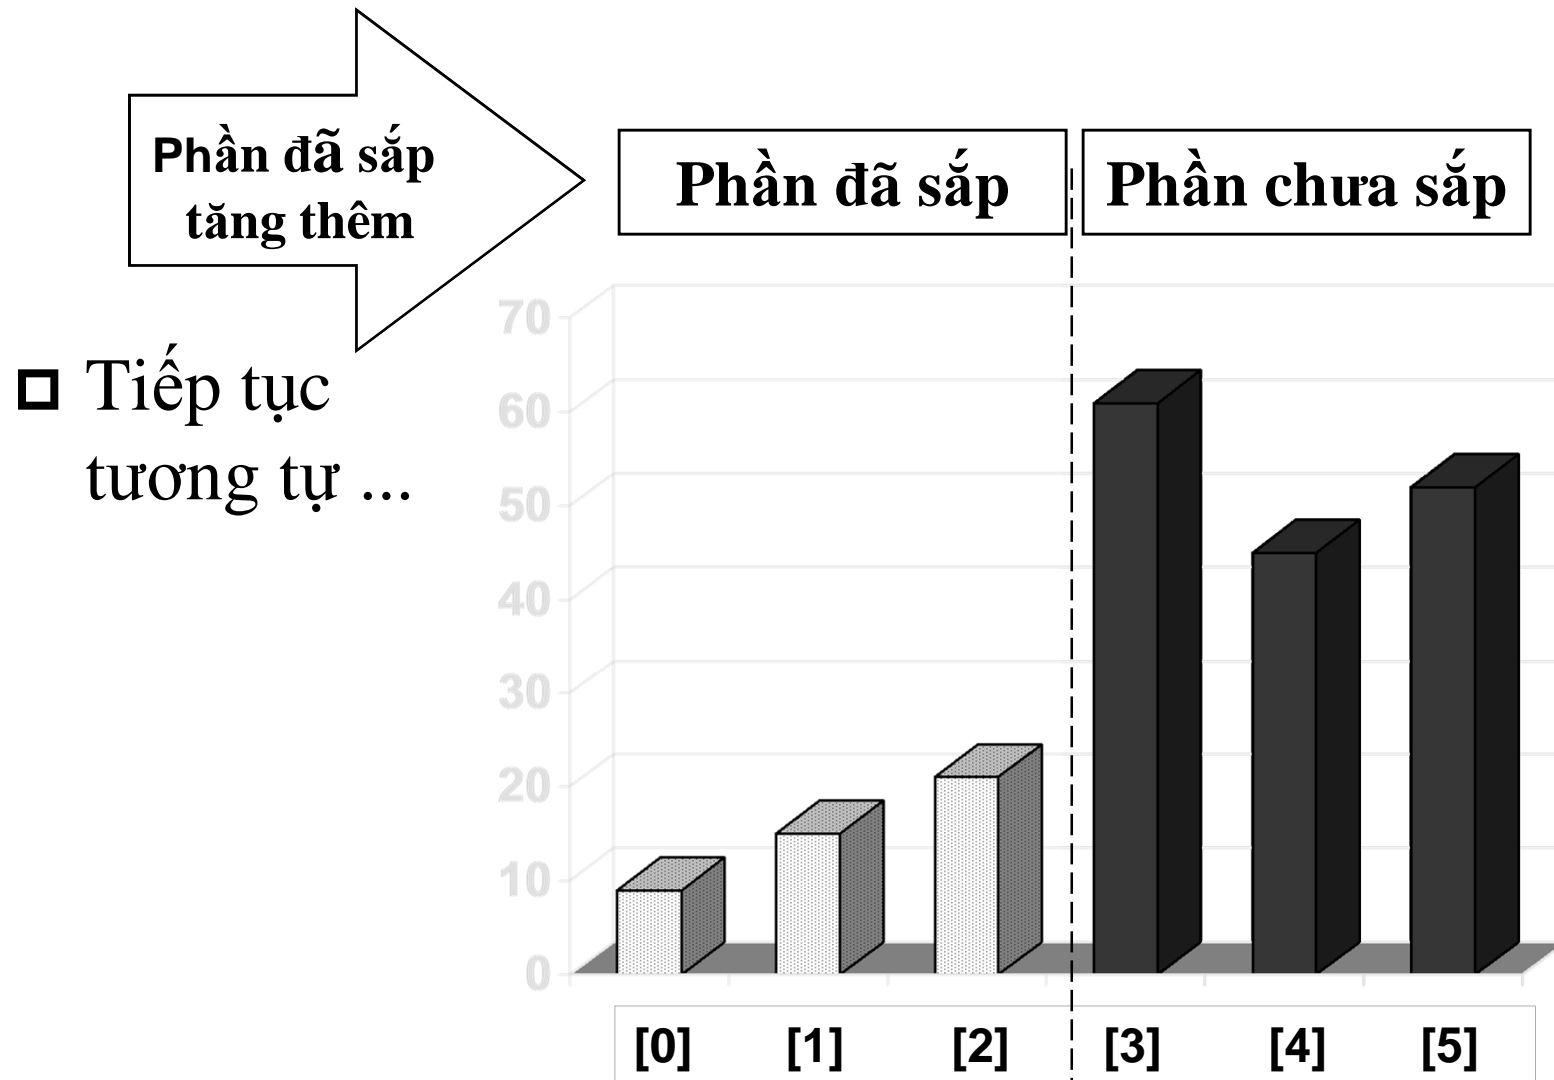 Phần đã sắp
tăng thêm
Phần đã sắp
Phần chưa sắp
Tiếp tục
tương tự ...
70
60
50
40
30
20
10
0
[0] [1] [2] [3] [4] [5]